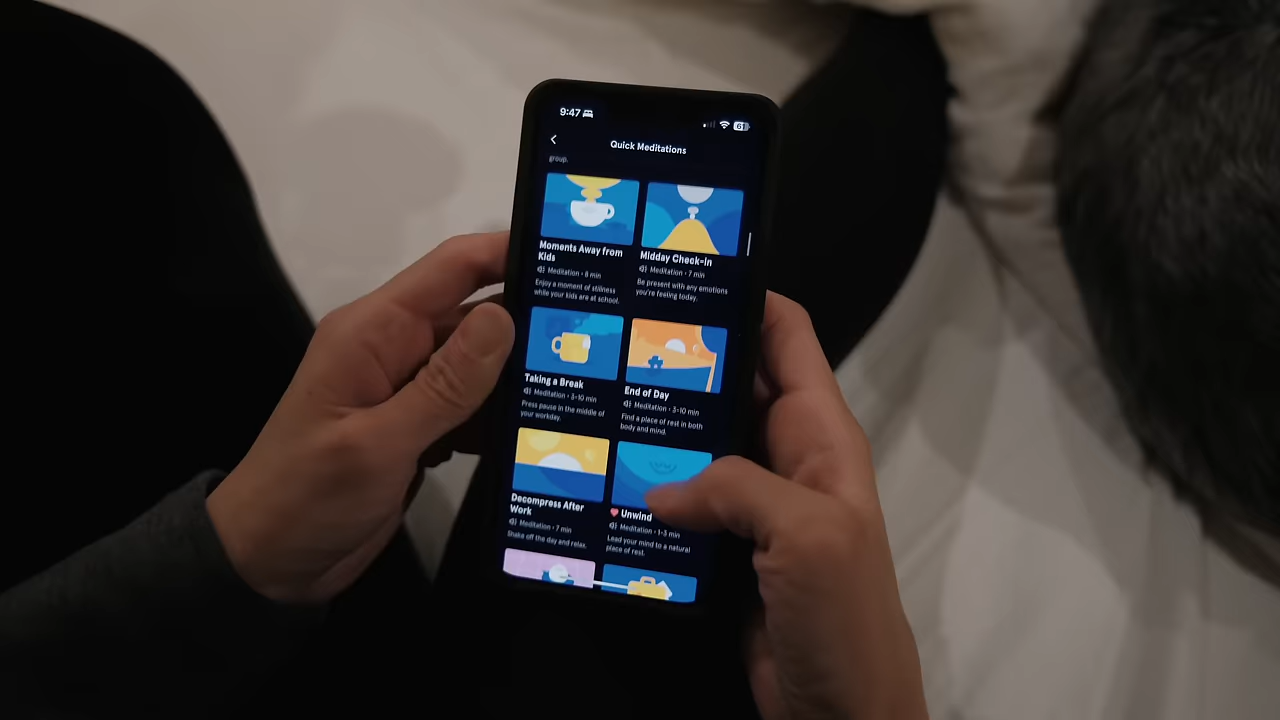 9:47
61
Quick Meditations
group.
Moments Away from
Kids
Meditation • 8 min
Enjoy a moment of stillness
while your kids are at school.
Midday Check-in
Meditation • 7 min
Be present with any emotions
you're feeling today.
Taking a Break
Meditation • 3-10 min
Press pause in the middle of
your workday.
End of Day
Meditation • 3-10 min
Find a place of rest in both
body and mind.
Decompress After
Work
Meditation • 7 min
Shake off the day and relax.
Unwind
Meditation • 1-3 min
Lead your mind to a natural
place of rest.